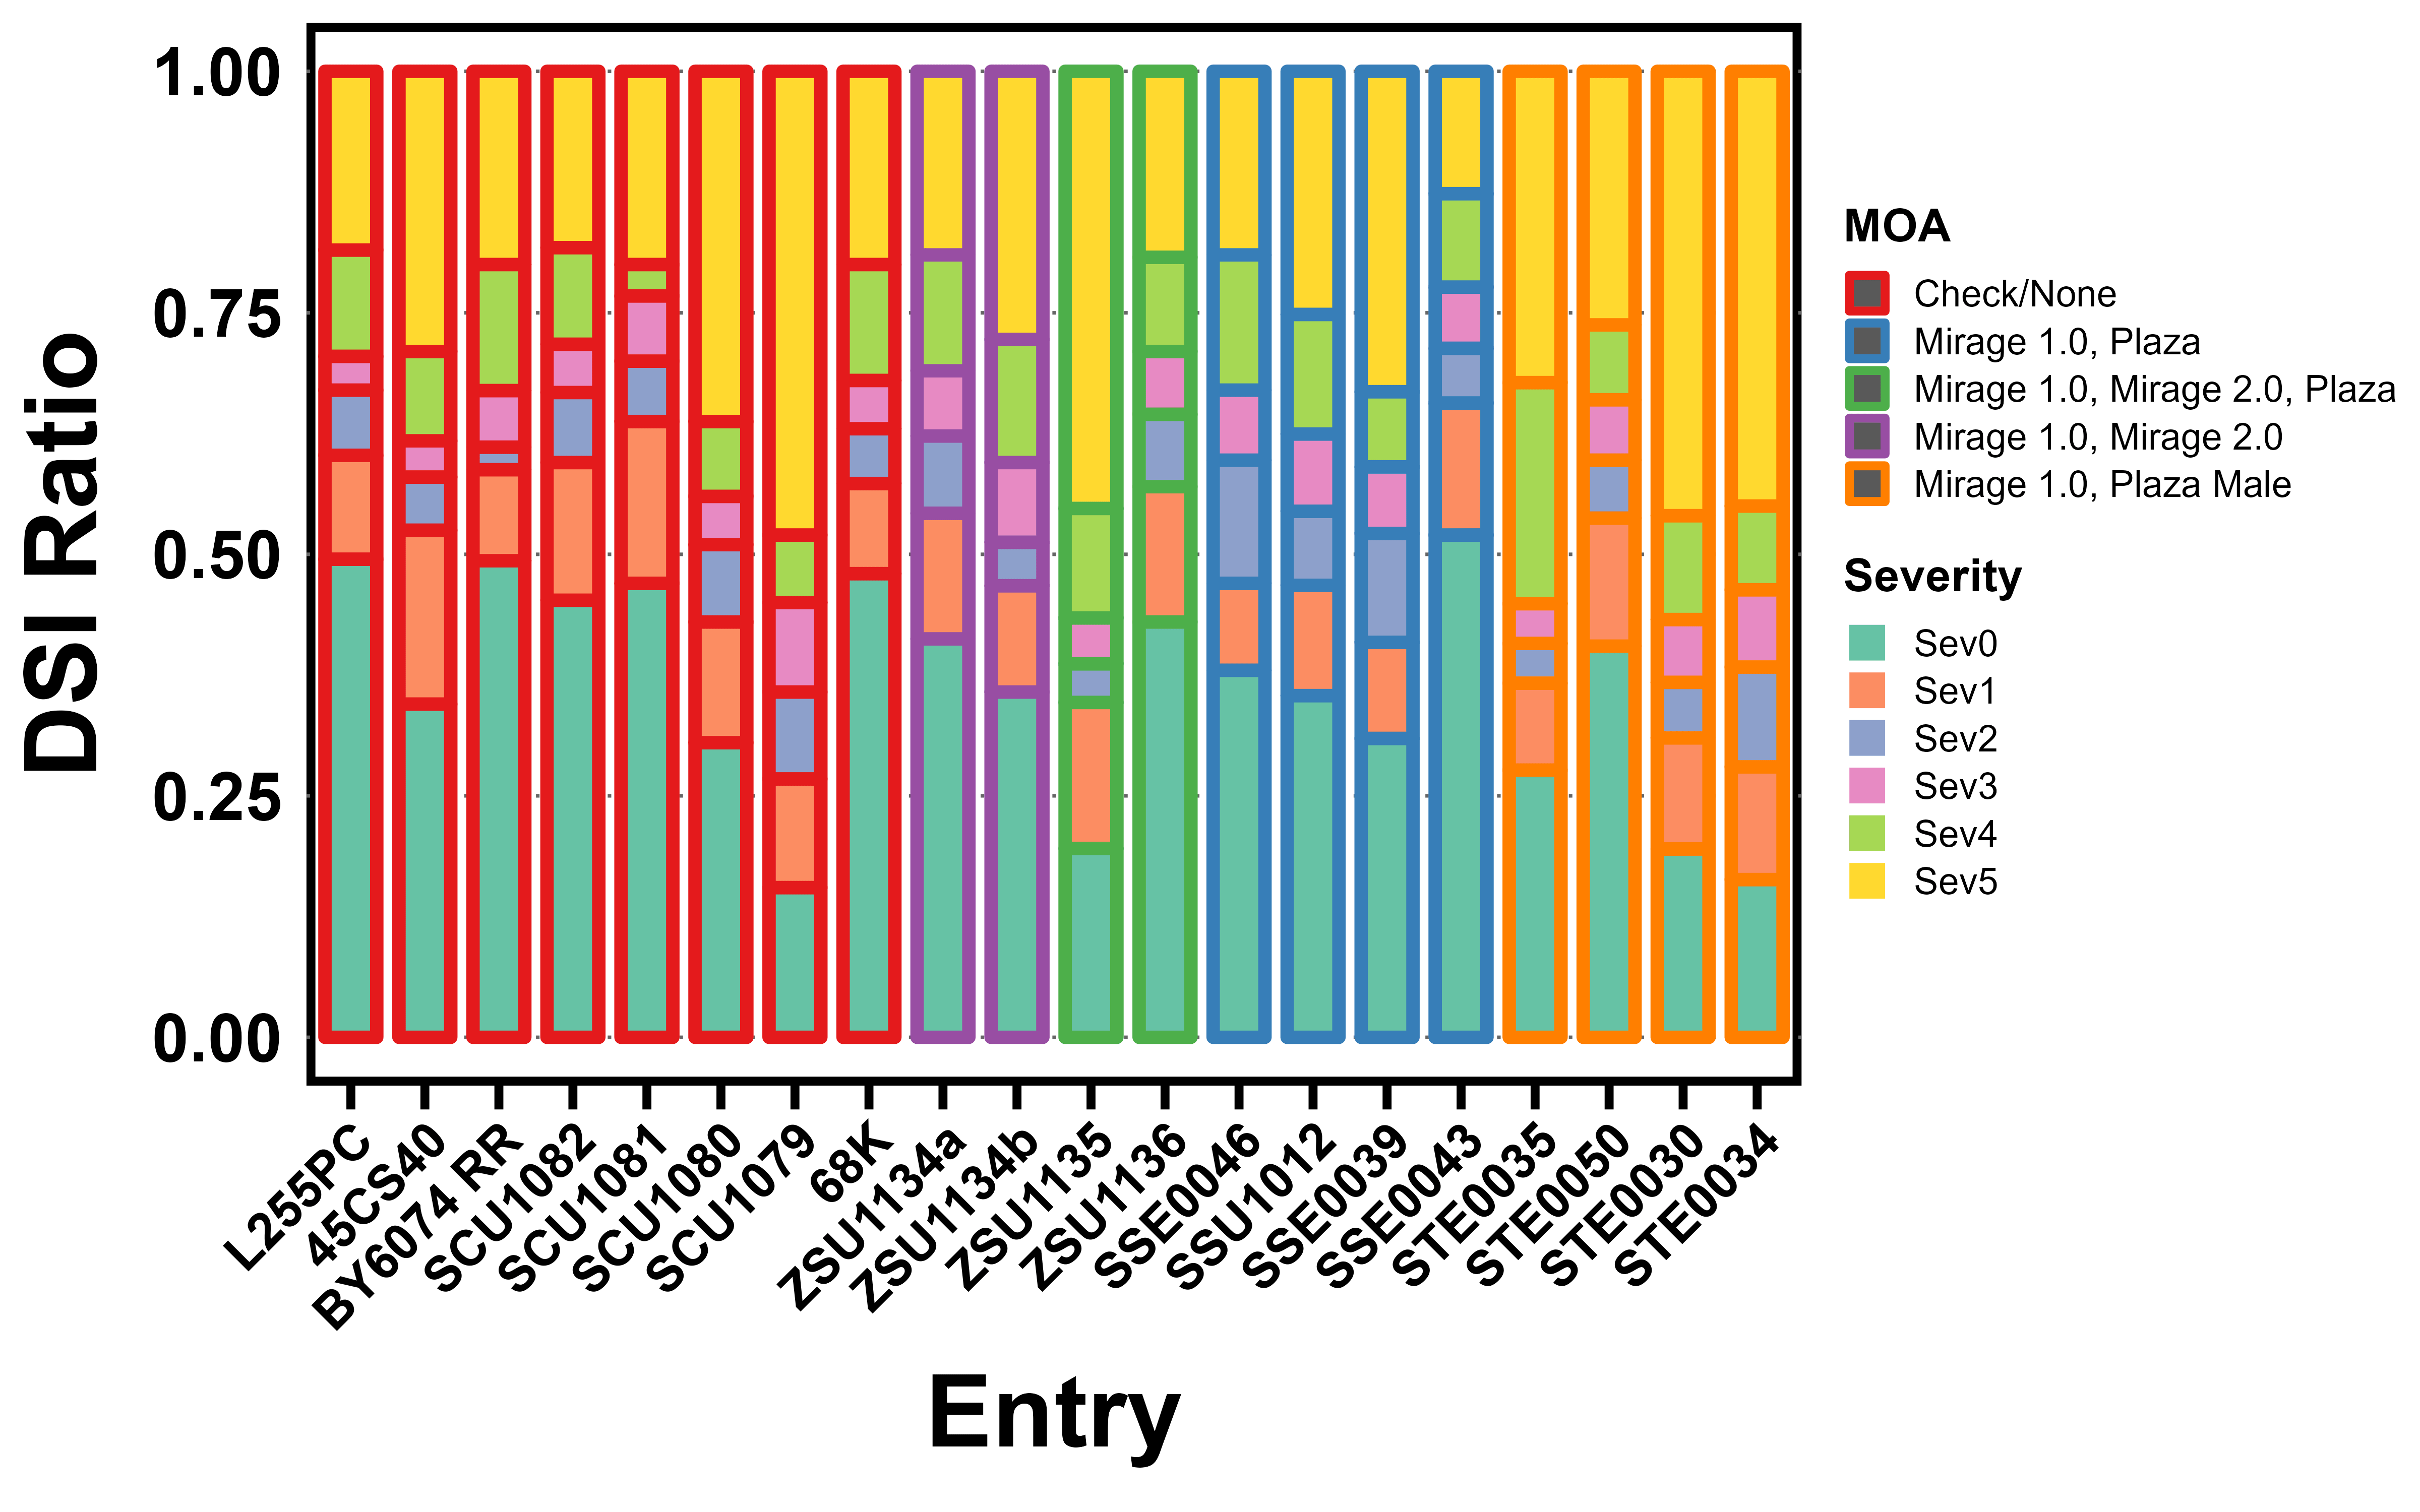 DSI Ratio
1.00
0.75
0.50
0.25
0.00
L255PC
45CS40
BY6074 RR
SCU1082
SCU1081
SCU1080
SCU1079
68K
ZSU1134a
ZSU1134b
ZSU1135
ZSU1136
SSE0046
SSU1012
SSE0039
SSE0043
STE0035
STE0050
STE0030
STE0034
Entry
MOA
Check/None
Mirage 1.0, Plaza
Mirage 1.0, Mirage 2.0, Plaza
Mirage 1.0, Mirage 2.0
Mirage 1.0, Plaza Male
Severity
Sev0
Sev1
Sev2
Sev3
Sev4
Sev5